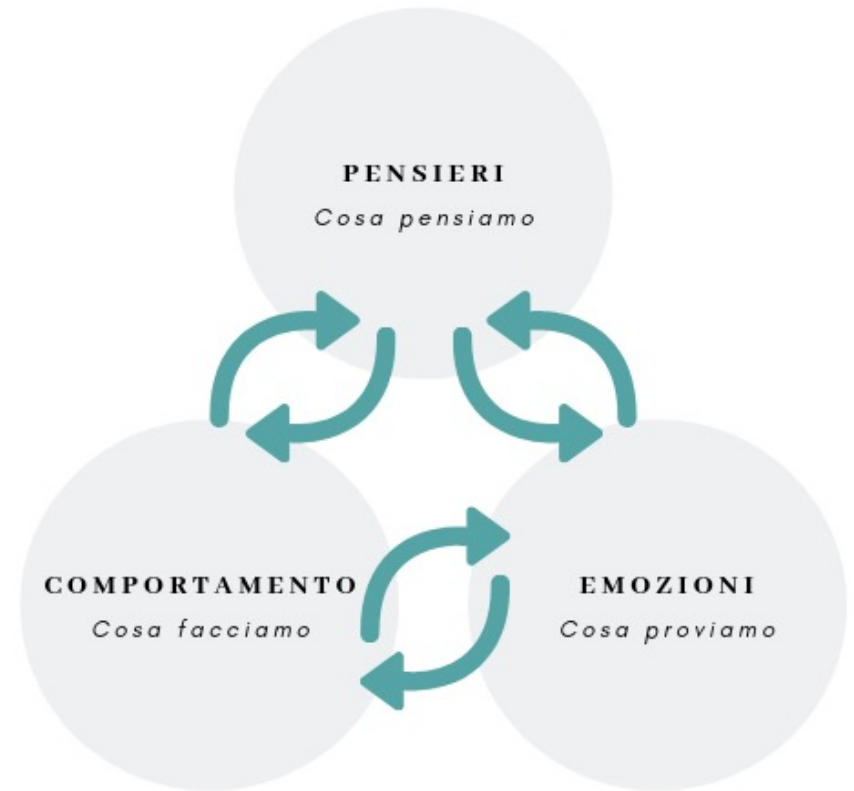 PENSIERI
Cosa pensiamo
COMPORTAMENTO
Cosa facciamo
EMOZIONI
Cosa proviamo